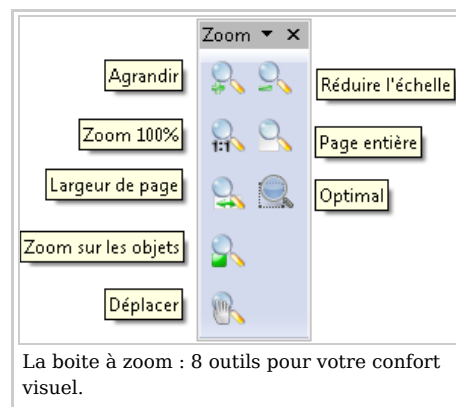 Zoom
Agrandir
Réduire l'échelle
Zoom 100%
1:1
Page entière
Largeur de page
Optimal
Zoom sur les objets
Déplacer
La boite à zoom : 8 outils pour votre confort
visuel.